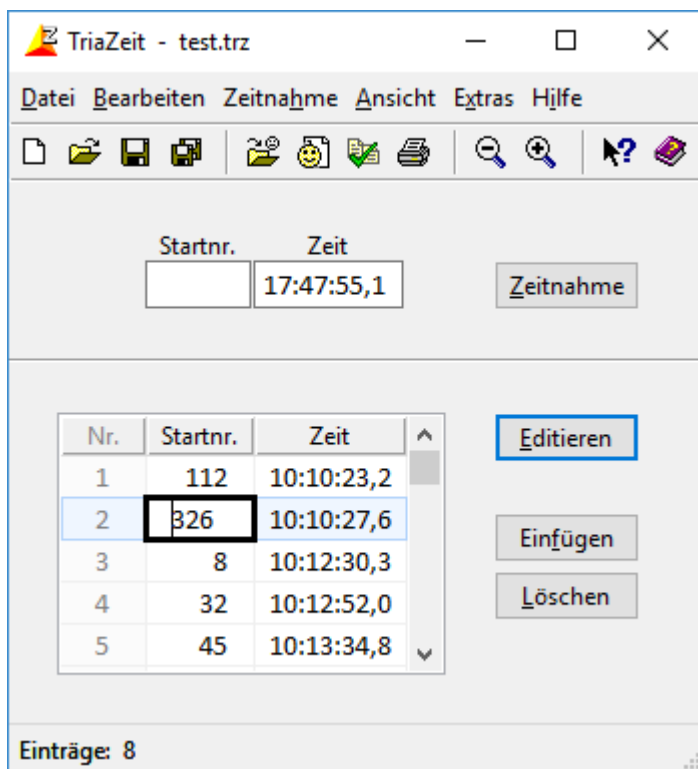 TriaZeit - test.trz
Datei Bearbeiten Zeitnahme Ansicht Extras Hilfe
Startnr. Zeit
17:47:55,1 Zeitnahme
Nr. Startnr. Zeit Editieren
1 112 10:10:23,2
2 326 10:10:27,6 Einfügen
3 8 10:12:30,3
4 32 10:12:52,0 Löschen
5 45 10:13:34,8
Einträge: 8